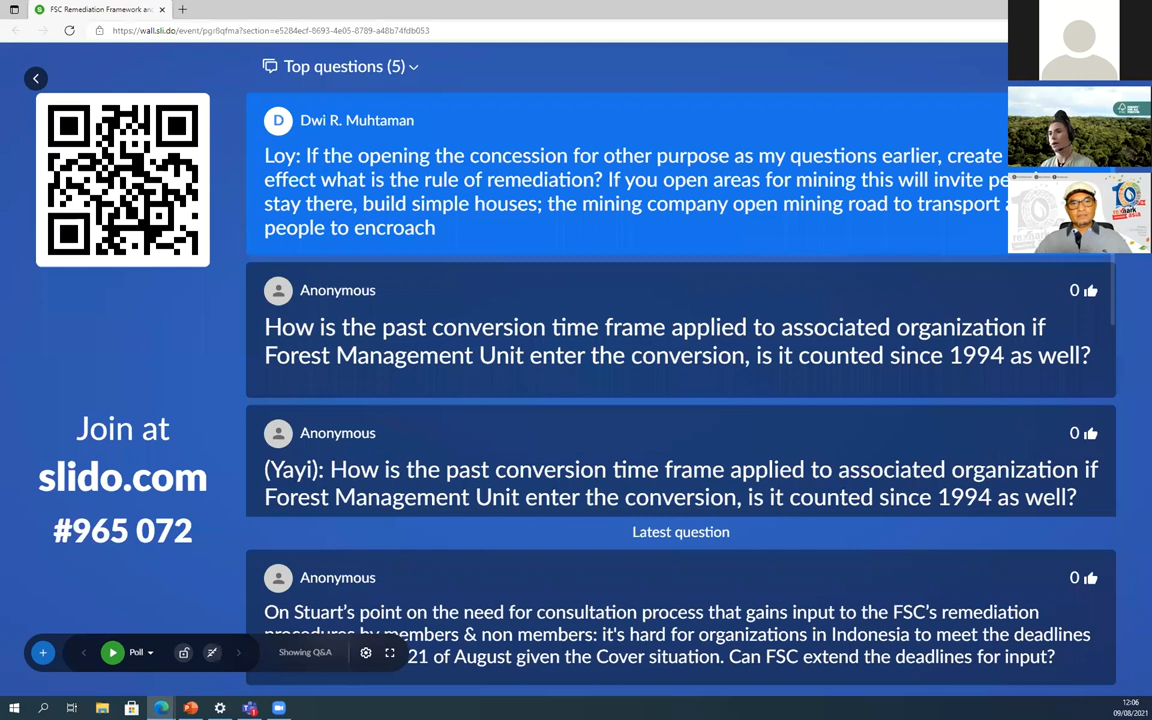 FSC Remediation Framework an
https://wall.sli.do/event/pgr8qfma?section=e5284ecf-8693-4e05-8789-a48b74fdb053
Top questions (5)
D
Dwi R. Muhtaman
Loy: If the opening the concession for other purpose as my questions earlier, create
effect what is the rule of remediation? If you open areas for mining this will invite pe
stay there, build simple houses; the mining company open mining road to transport a
people to encroach
Anonymous
0
How is the past conversion time frame applied to associated organization if
Forest Management Unit enter the conversion, is it counted since 1994 as well?
Anonymous
0
(Yayi): How is the past conversion time frame applied to associated organization if
Forest Management Unit enter the conversion, is it counted since 1994 as well?
Latest question
Anonymous
0
On Stuart's point on the need for consultation process that gains input to the FSC's remediation
procedures by members & non members: it's hard for organizations in Indonesia to meet the deadlines
21 of August given the Cover situation. Can FSC extend the deadlines for input?
Join at
slido.com
#965 072
Poll
Showing Q&A
re.mark
asia
12:06
09/08/2021